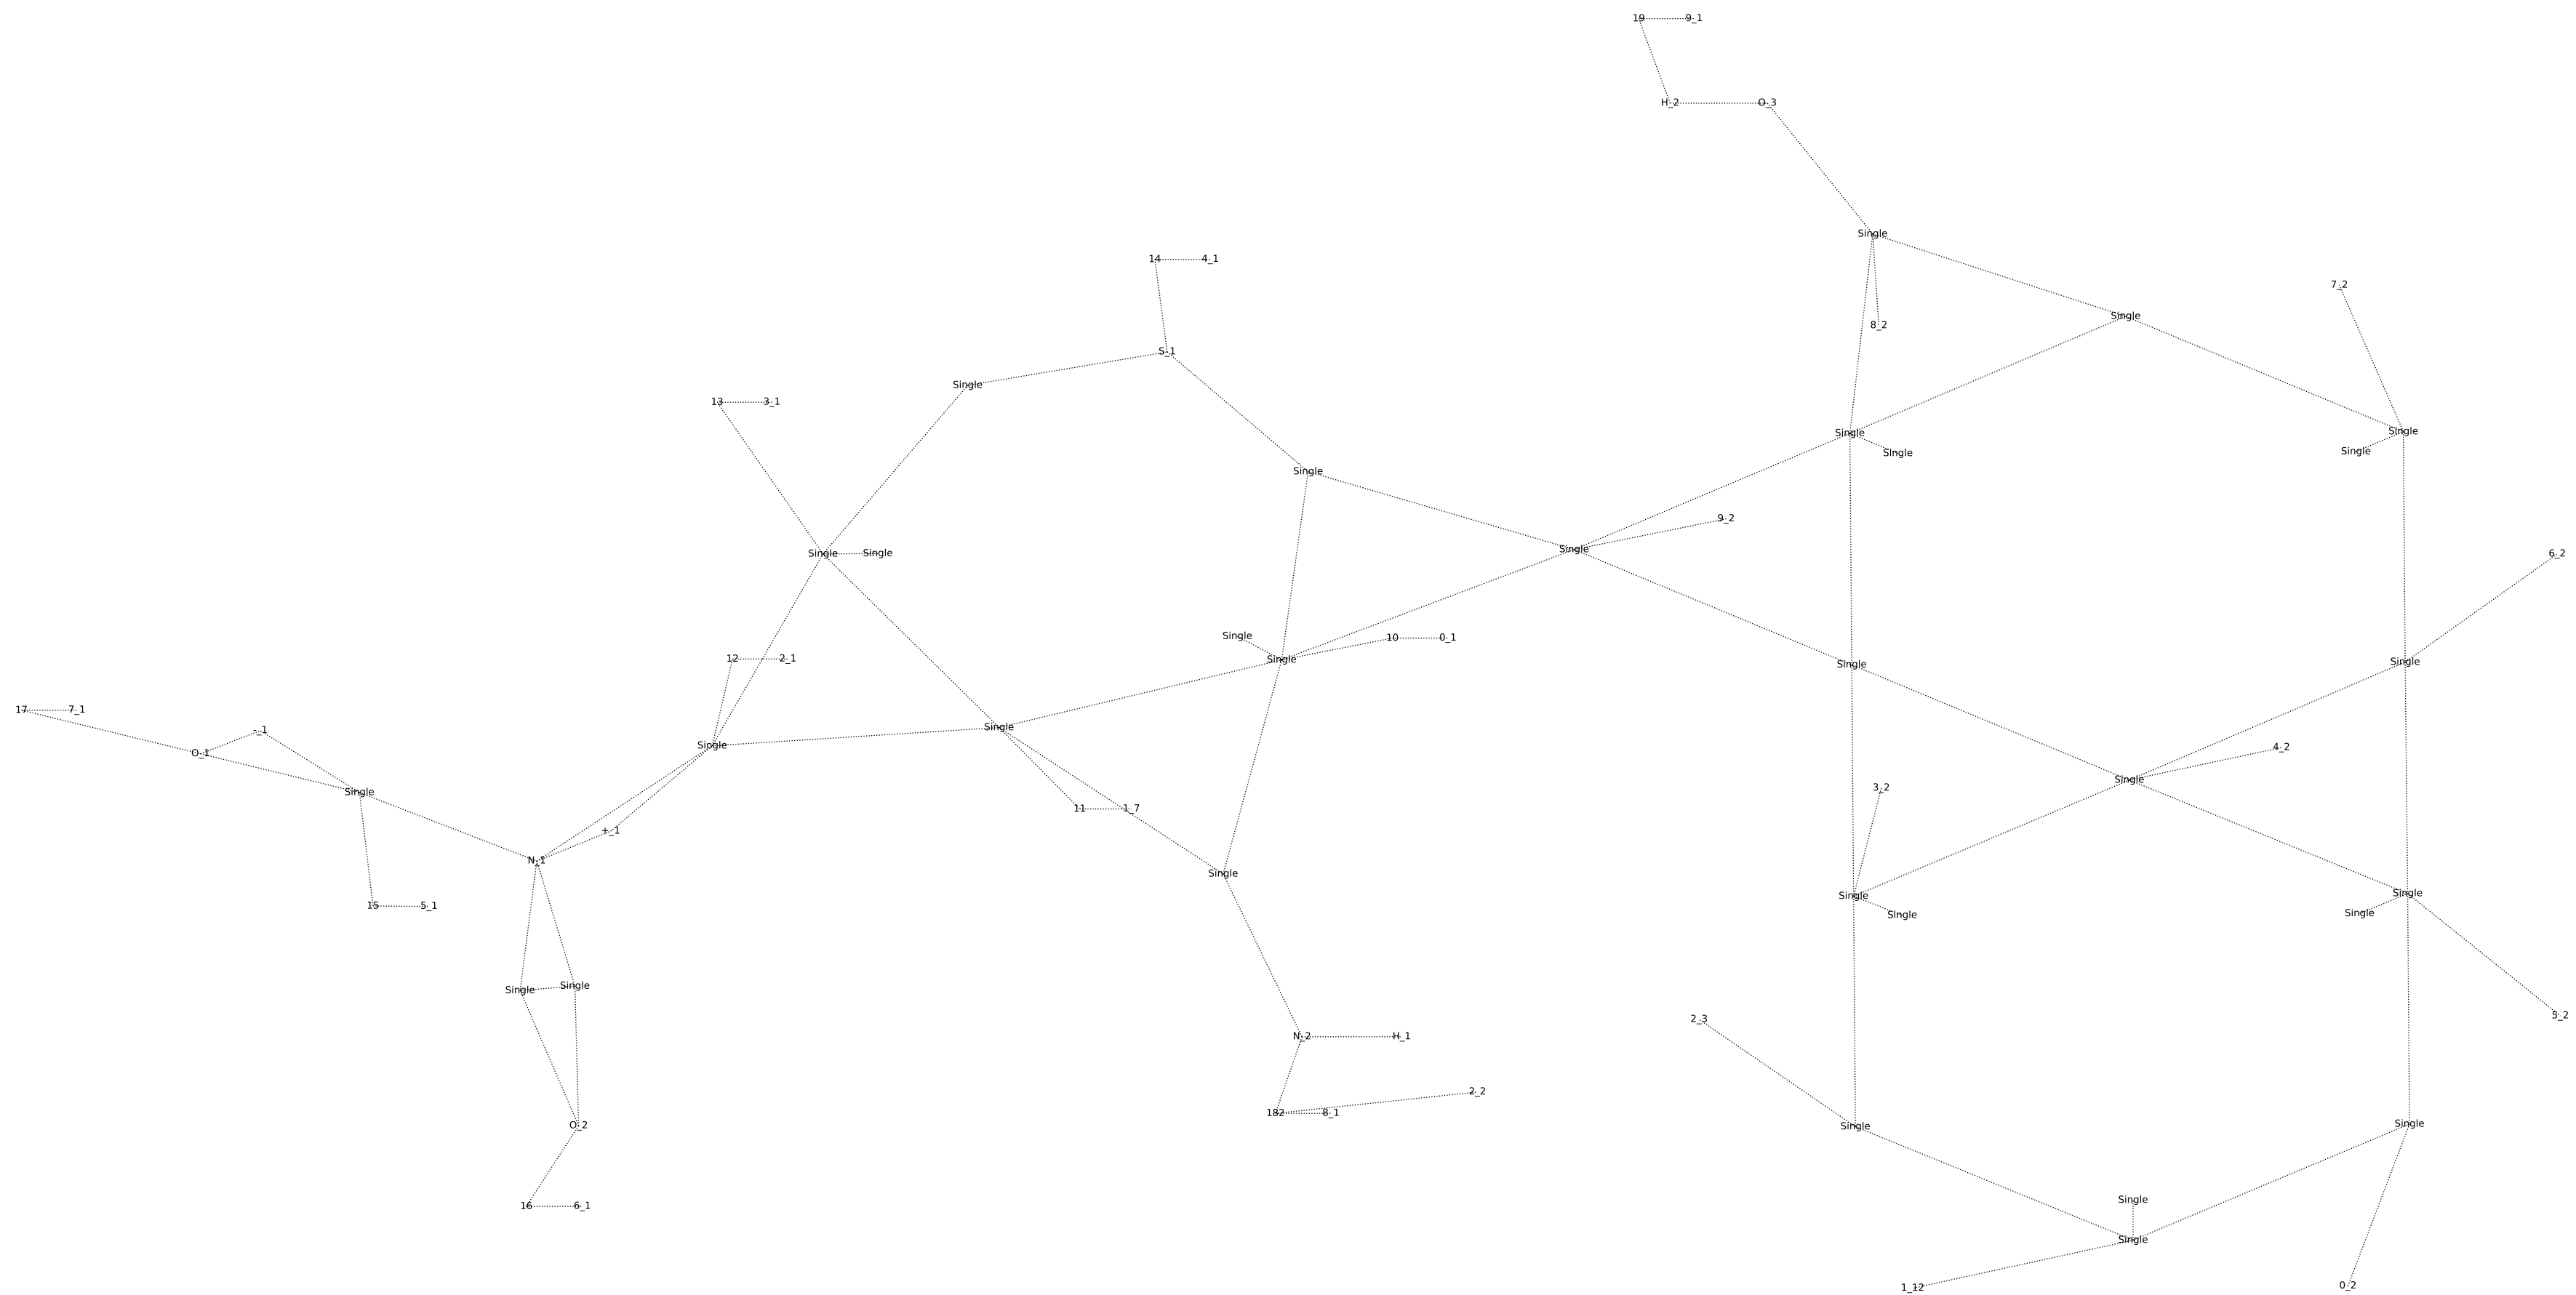 19 9_1
H_2 O_3
Single
14 4_1
7_2
Single
8_2
S_1
Single
13 3_1
Single
Single
Single
Single
Single
Single
9_2
Single
Single
Single
6_2
Single
10 0_1
12 2_1
Single
Single
Single
17 7_1
-_1
Single
O_1
Single
4_2
Single
3_2
Single
11 1_7
+_1
N_1
Single
Single
Single
15 5_1
Single
Single
Single
Single
5_2
2_3
N_2 H_1
2_2
182 8_1
O_2
Single
Single
Single
16 6_1
Single
1_12
0_2